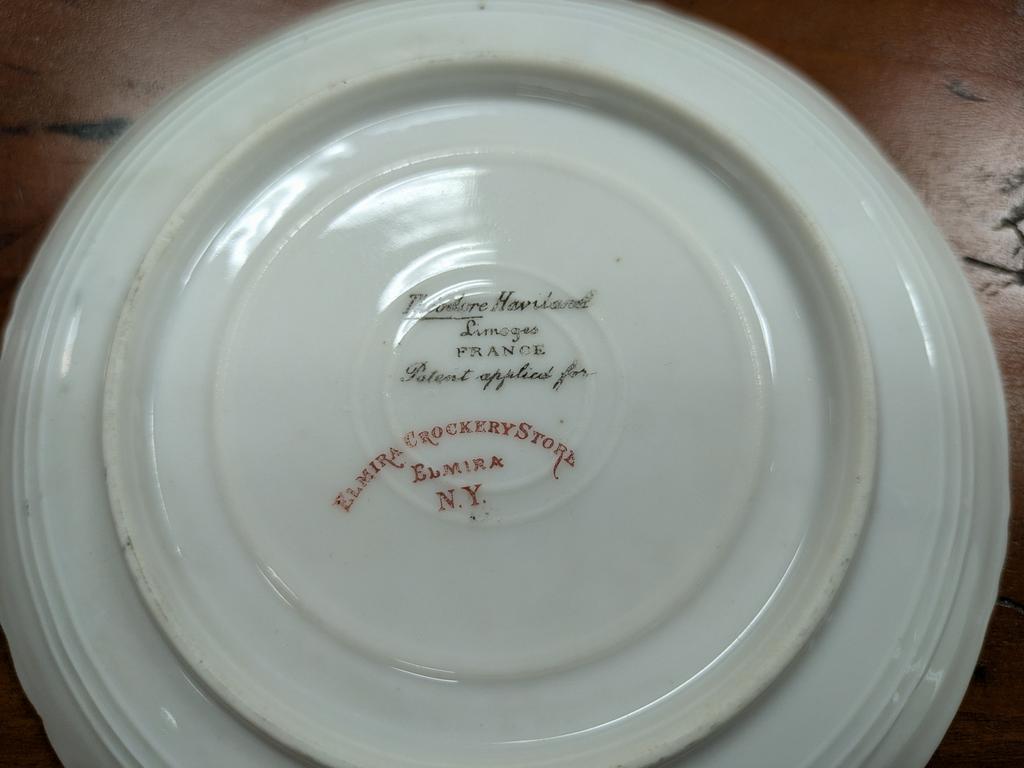 Theodore Haviland
Limoges
FRANCE
Patent applied for
ELMIRA CROCKERY STORE
ELMIRA
N.Y.